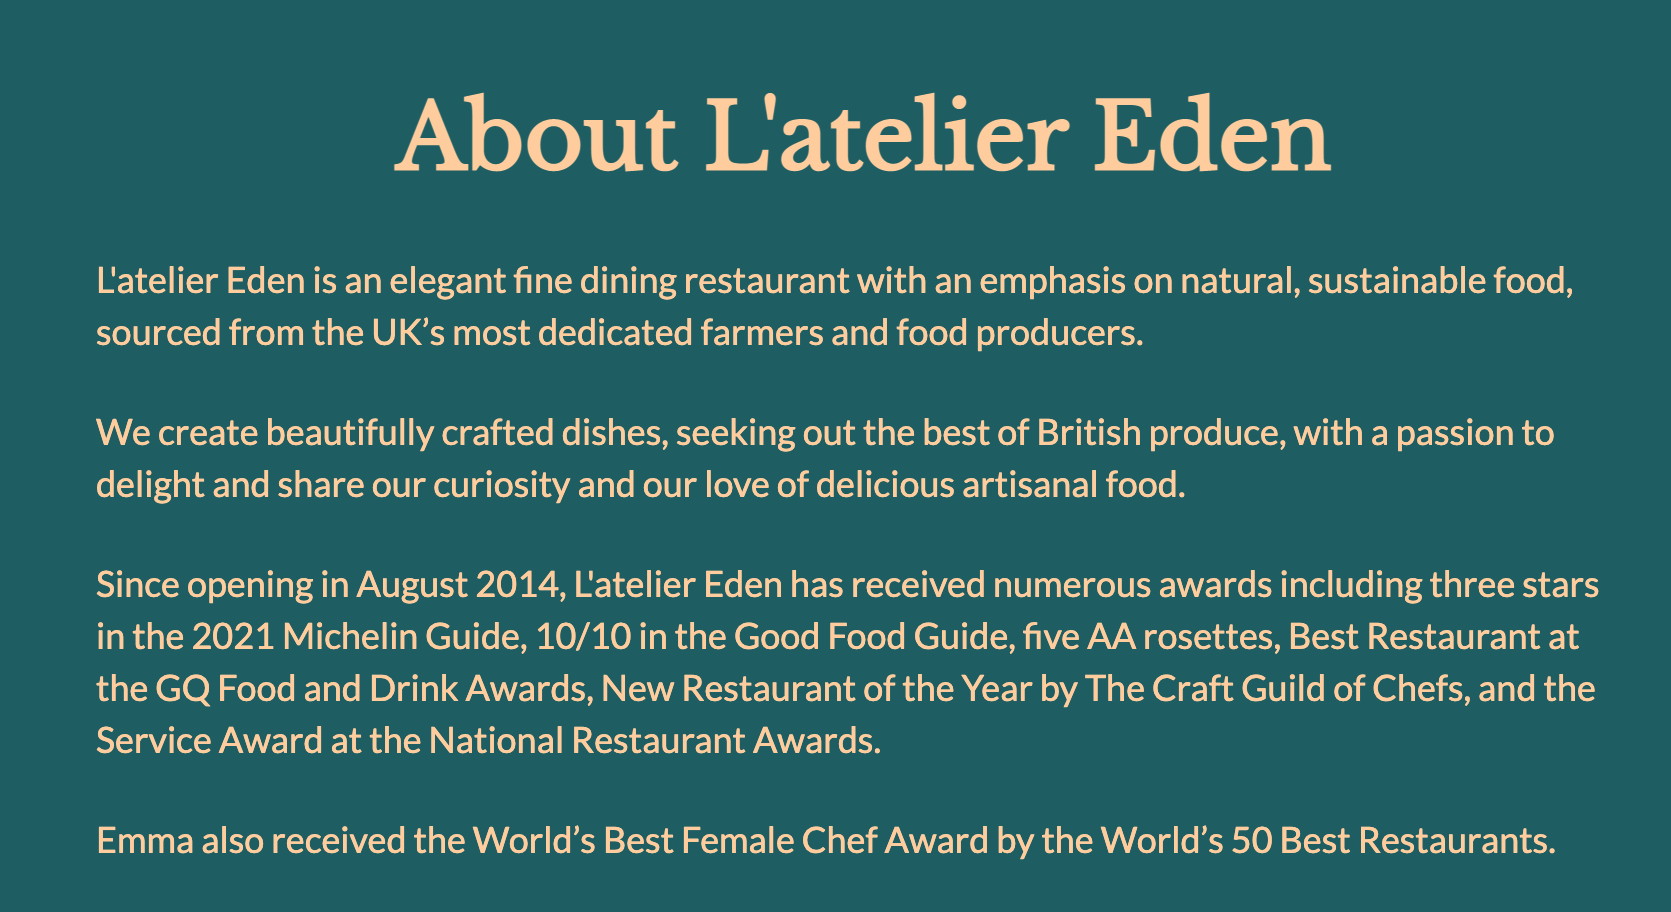 About L'atelier Eden
L'atelier Eden is an elegant fine dining restaurant with an emphasis on natural, sustainable food,
sourced from the UK’s most dedicated farmers and food producers.
We create beautifully crafted dishes, seeking out the best of British produce, with a passion to
delight and share our curiosity and our love of delicious artisanal food.
Since opening in August 2014, L'atelier Eden has received numerous awards including three stars
in the 2021 Michelin Guide, 10/10 in the Good Food Guide, five AA rosettes, Best Restaurant at
the GQ Food and Drink Awards, New Restaurant of the Year by The Craft Guild of Chefs, and the
Service Award at the National Restaurant Awards.
Emma also received the World’s Best Female Chef Award by the World’s 50 Best Restaurants.